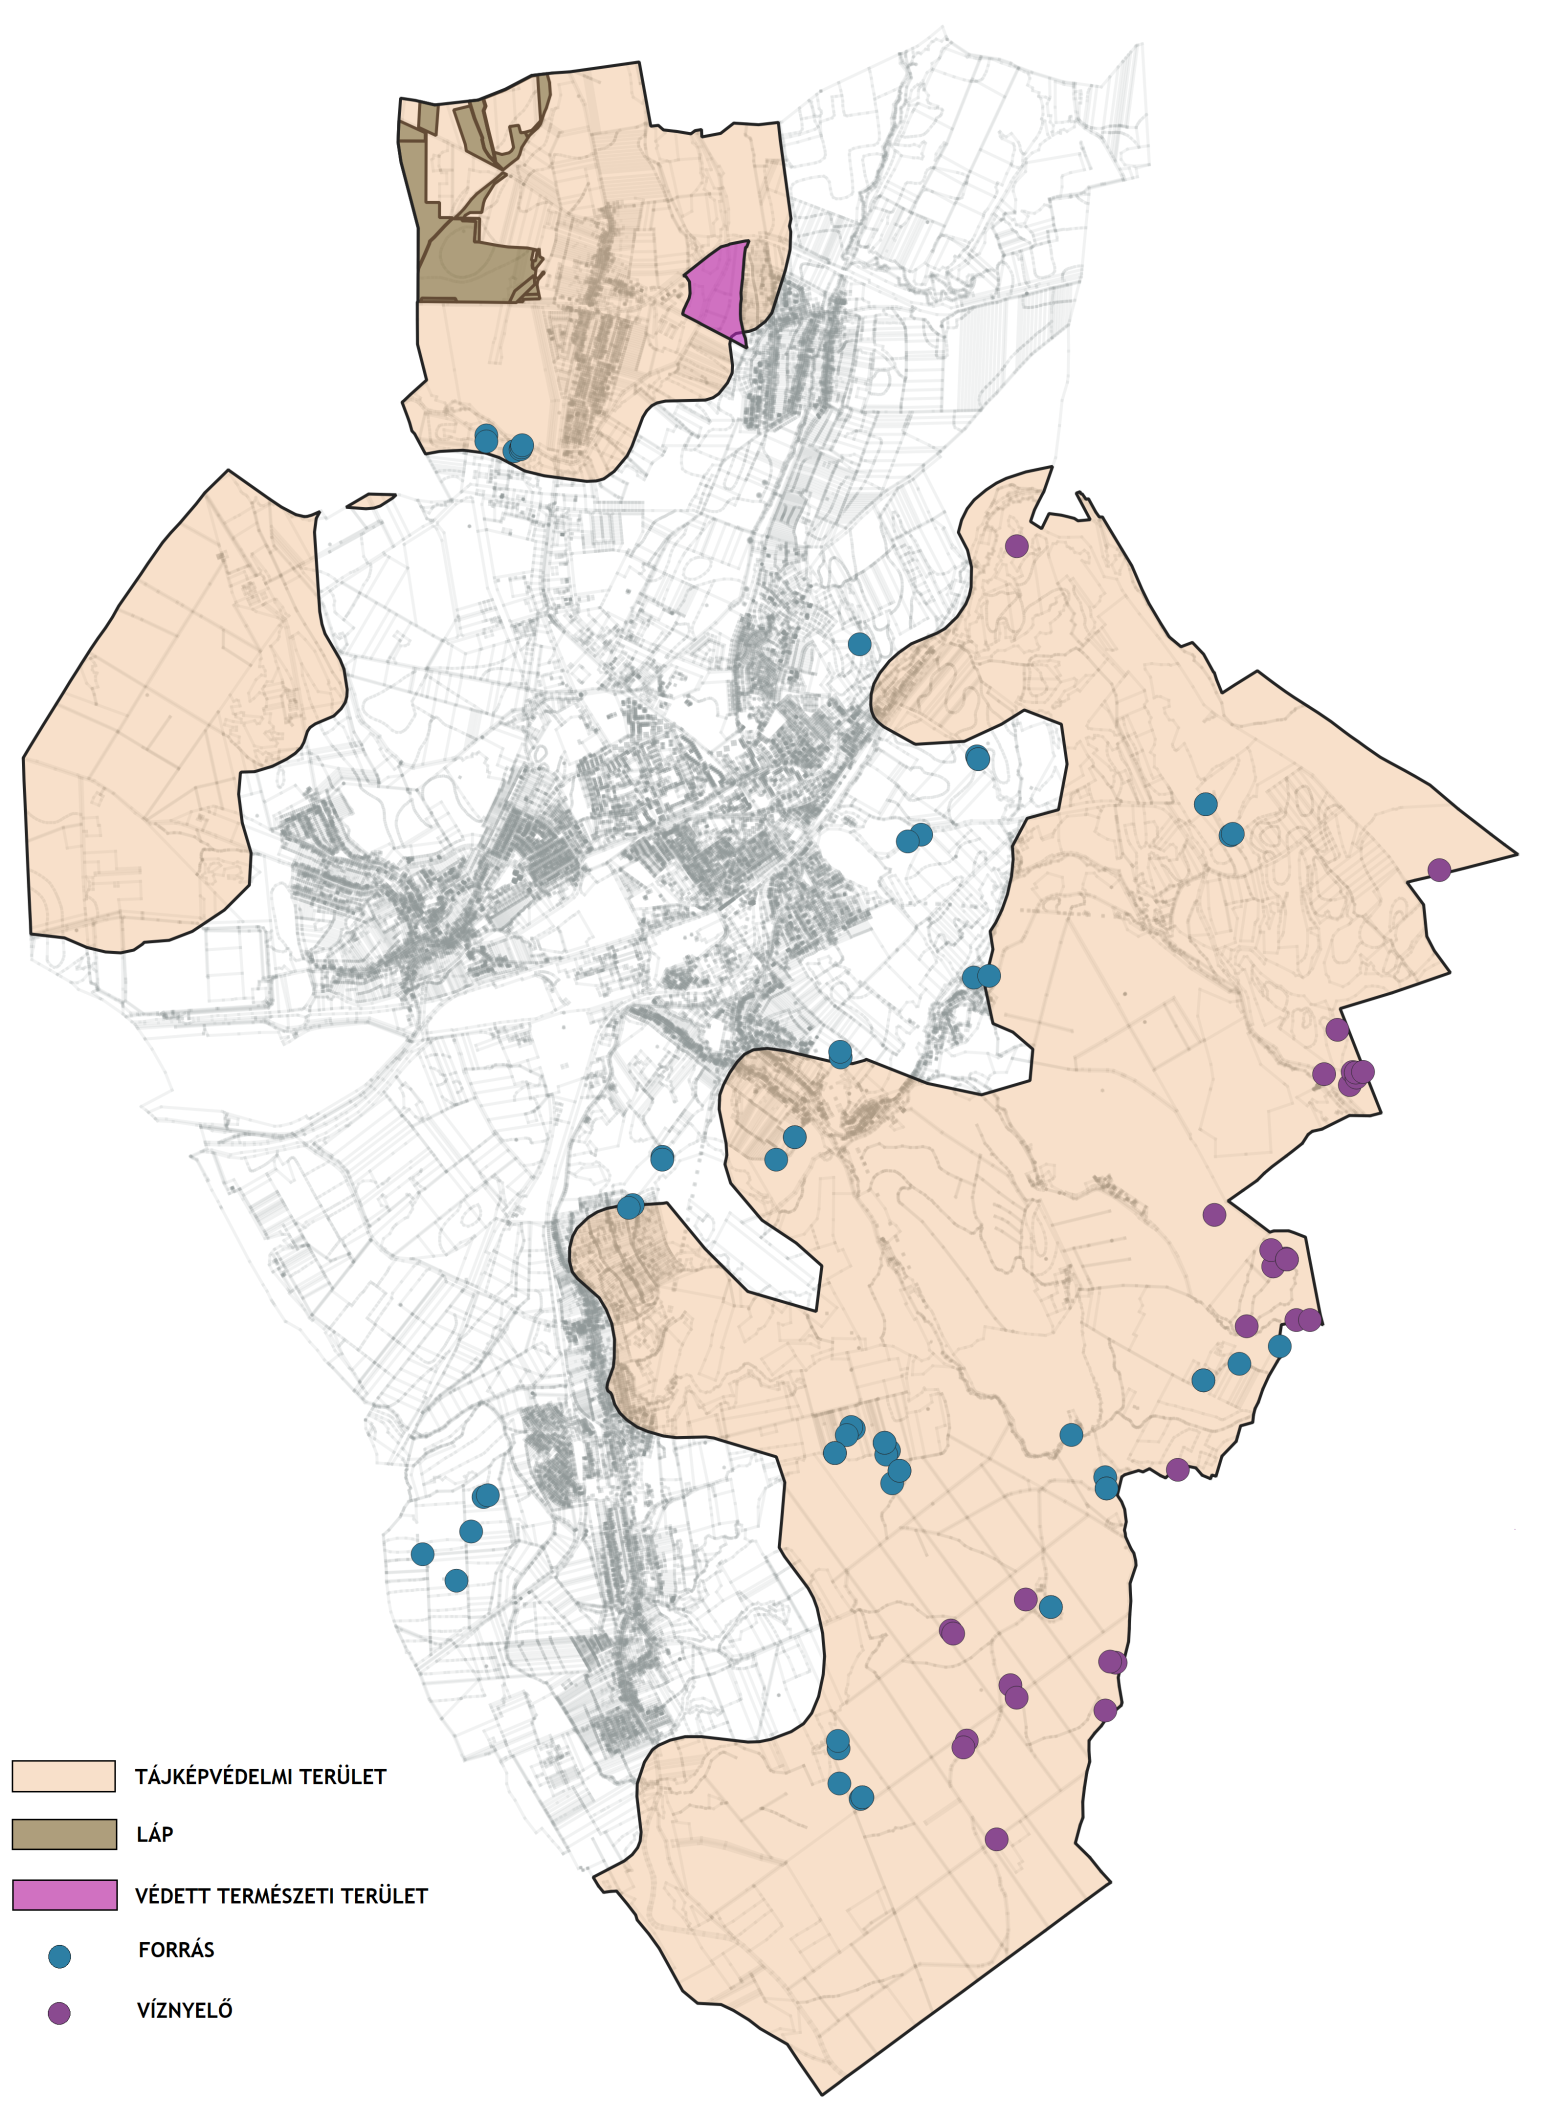 TÁJKÉPVÉDELMI TERÜLET
LÁP
VÉDETT TERMÉSZETI TERÜLET
FORRÁS
VÍZNYELŐ